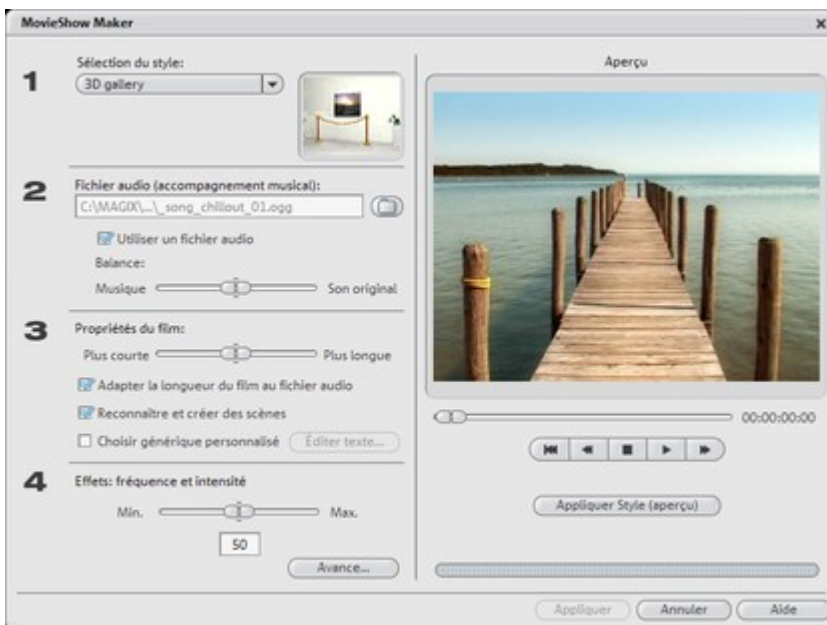 MovieShow Maker
1
Sélection du style:
3D gallery
2
Fichier audio (accompagnement musical):
C:\MAGIX\...\_song_chillout_01.ogg
Utiliser un fichier audio
Balance:
Musique
Son original
3
Propriétés du film:
Plus courte
Plus longue
Adapter la longueur du film au fichier audio
Reconnaître et créer des scènes
Choisir générique personnalisé
Éditer texte...
4
Effets: fréquence et intensité
Min.
Max.
50
Avance...
Aperçu
00:00:00:00
Appliquer Style (aperçu)
Appliquer
Annuler
Aide